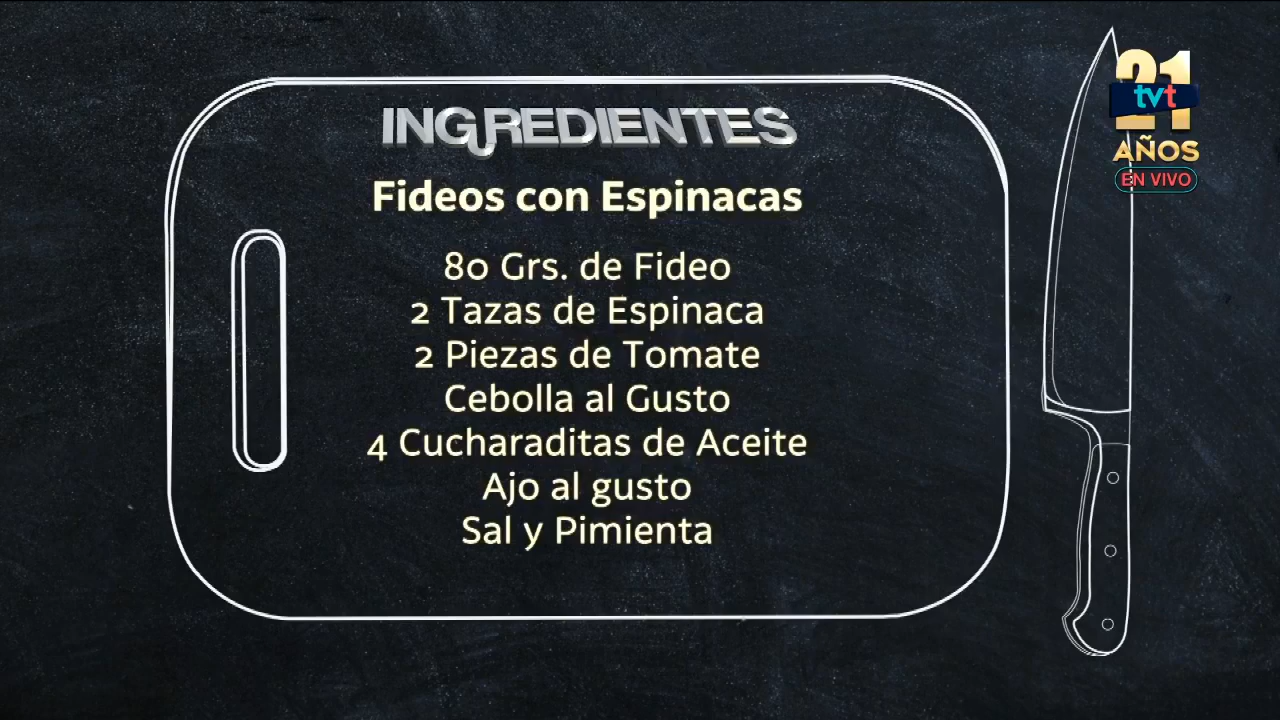 INGREDIENTES
Fideos con Espinacas
80 Grs. de Fideo
2 Tazas de Espinaca
2 Piezas de Tomate
Cebolla al Gusto
4 Cucharaditas de Aceite
Ajo al gusto
Sal y Pimienta
21
tvt
AÑOS
EN VIVO